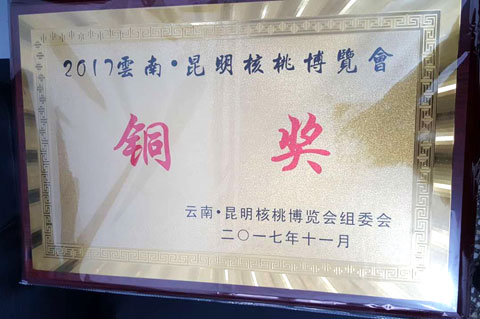 2017雲南·昆明核桃博覽會
铜奖
云南·昆明核桃博览会组委会
二〇一七年十一月